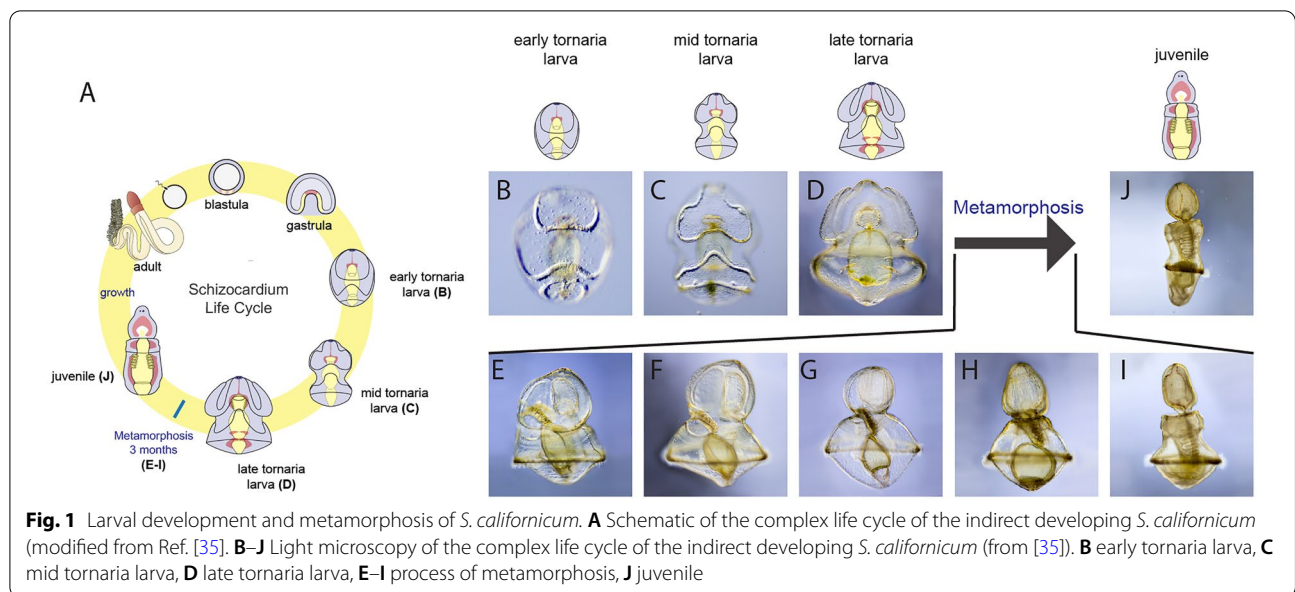 A
blastula
gastrula
early tornaria
larva (B)
mid tornaria
larva (C)
late tornaria
larva (D)
Metamorphosis
3 months
(E-I)
juvenile (J)
growth
adult
Schizocardium
Life Cycle
early tornaria
larva
mid tornaria
larva
late tornaria
larva
juvenile
B
C
D
Metamorphosis
J
E
F
G
H
I
Fig. 1 Larval development and metamorphosis of S. californicum. A Schematic of the complex life cycle of the indirect developing S. californicum
(modified from Ref. [35]. B–J Light microscopy of the complex life cycle of the indirect developing S. californicum (from [35]). B early tornaria larva, C
mid tornaria larva, D late tornaria larva, E–I process of metamorphosis, J juvenile